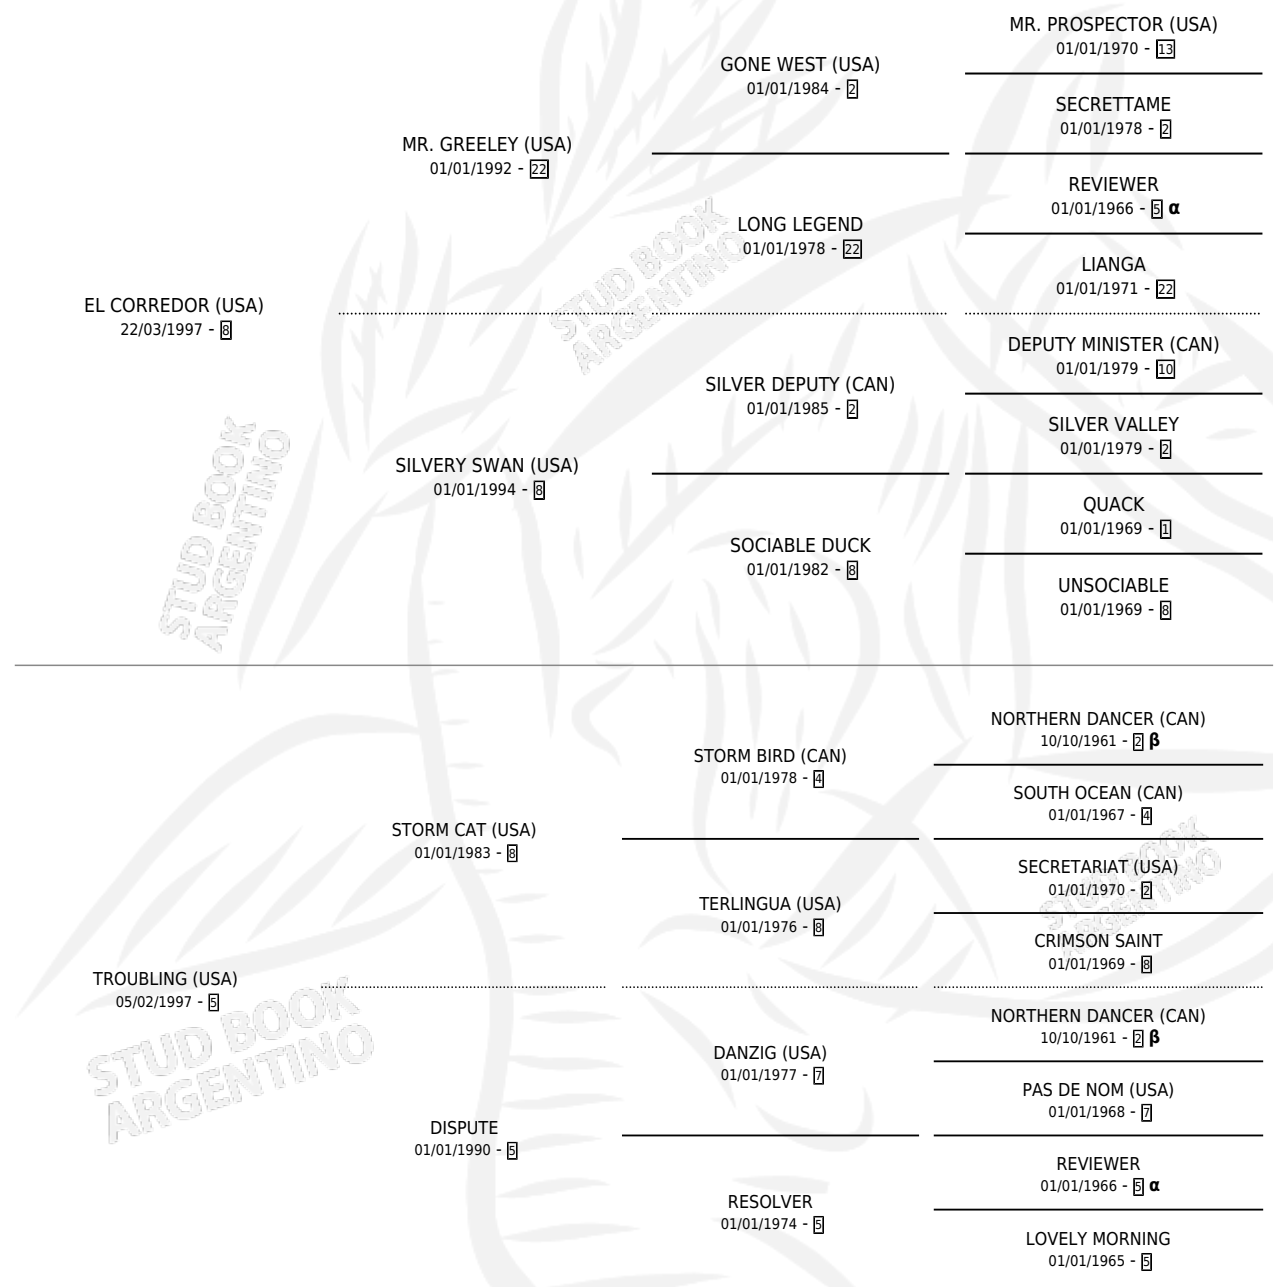 MR. PROSPECTOR (USA)
01/01/1970 - 13
GONE WEST (USA)
01/01/1984 - 2
SECRETTAME
01/01/1978 - 2
MR. GREELEY (USA)
01/01/1992 - 22
REVIEWER
01/01/1966 - 5 α
LONG LEGEND
01/01/1978 - 22
LIANGA
01/01/1971 - 22
EL CORREDOR (USA)
22/03/1997 - 8
DEPUTY MINISTER (CAN)
01/01/1979 - 10
SILVER DEPUTY (CAN)
01/01/1985 - 2
SILVER VALLEY
01/01/1979 - 2
SILVERY SWAN (USA)
01/01/1994 - 8
QUACK
01/01/1969 - 1
SOCIABLE DUCK
01/01/1982 - 8
UNSOCIABLE
01/01/1969 - 8
NORTHERN DANCER (CAN)
10/10/1961 - 2 β
STORM BIRD (CAN)
01/01/1978 - 4
SOUTH OCEAN (CAN)
01/01/1967 - 4
STORM CAT (USA)
01/01/1983 - 8
SECRETARIAT (USA)
01/01/1970 - 2
TERLINGUA (USA)
01/01/1976 - 8
CRIMSON SAINT
01/01/1969 - 8
TROUBLING (USA)
05/02/1997 - 5
NORTHERN DANCER (CAN)
10/10/1961 - 2 β
DANZIG (USA)
01/01/1977 - 7
PAS DE NOM (USA)
01/01/1968 - 7
DISPUTE
01/01/1990 - 5
REVIEWER
01/01/1966 - 5 α
RESOLVER
01/01/1974 - 5
LOVELY MORNING
01/01/1965 - 5
STUD BOOK
ARGENTINO
STUD BOOK
ARGENTINO
STUD BOOK
ARGENTINO
STUD BOOK
ARGENTINO